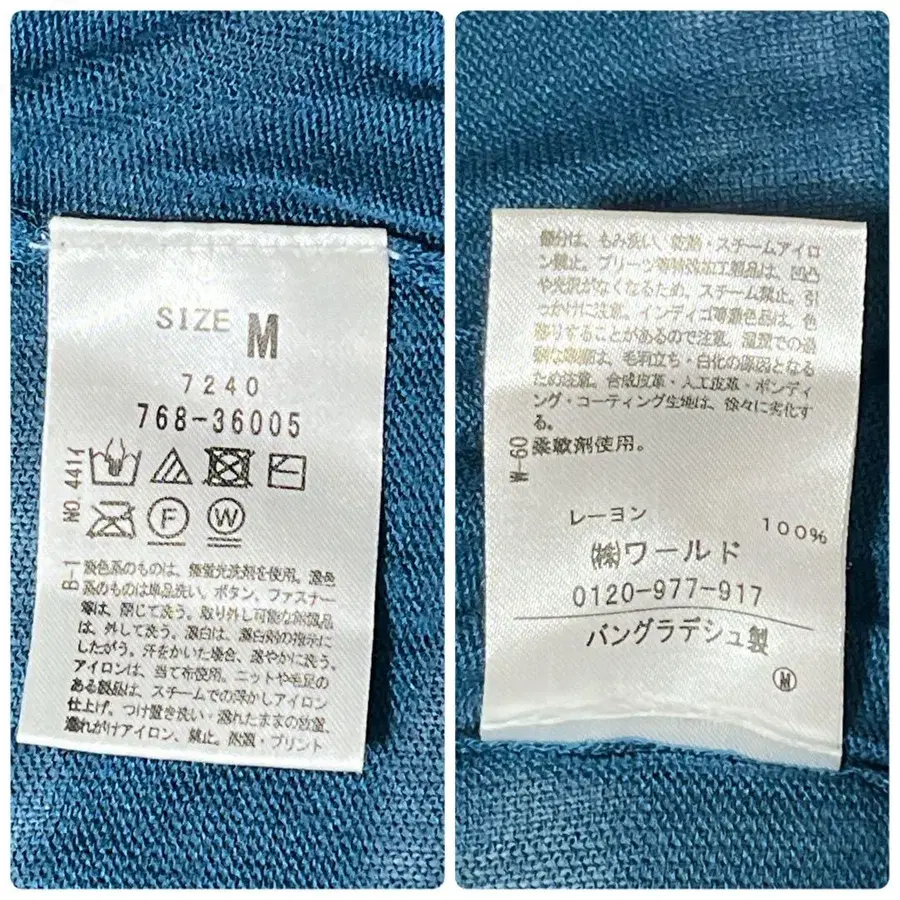 SIZE M
7240
768-36005
NO.441イ
F W
B-1
淡色系のものは、無蛍光洗剤を使用。濃色
系のものは単品洗い。ボタン、ファスナー
等は、閉じて洗う。取り外し可能な附属品
は、外して洗う。漂白は、漂白剤の指示に
したがう。汗をかいた場合、速やかに洗う。
アイロンは、当て布使用。ニットや毛足の
ある製品は、スチームでの浮かしアイロン
仕上げ。つけ置き洗い・濡れたままの放置、
濡れがけアイロン、禁止。附属・プリント
部分は、もみ洗い、乾熱・スチームアイロ
ン禁止。プリーツ等特殊加工製品は、凹凸
や光沢がなくなるため、スチーム禁止。引
っかけに注意。インディゴ等濃色品は、色
移りすることがあるので注意。湿潤での過
度な摩擦は、毛羽立ち・白化の原因となる
ため注意。合成皮革・人工皮革・ボンディ
ング・コーティング生地は、徐々に劣化す
る。
W-60
柔軟剤使用。
レーヨン 100%
㈱ワールド
0120-977-917
バングラデシュ製
Ⓜ